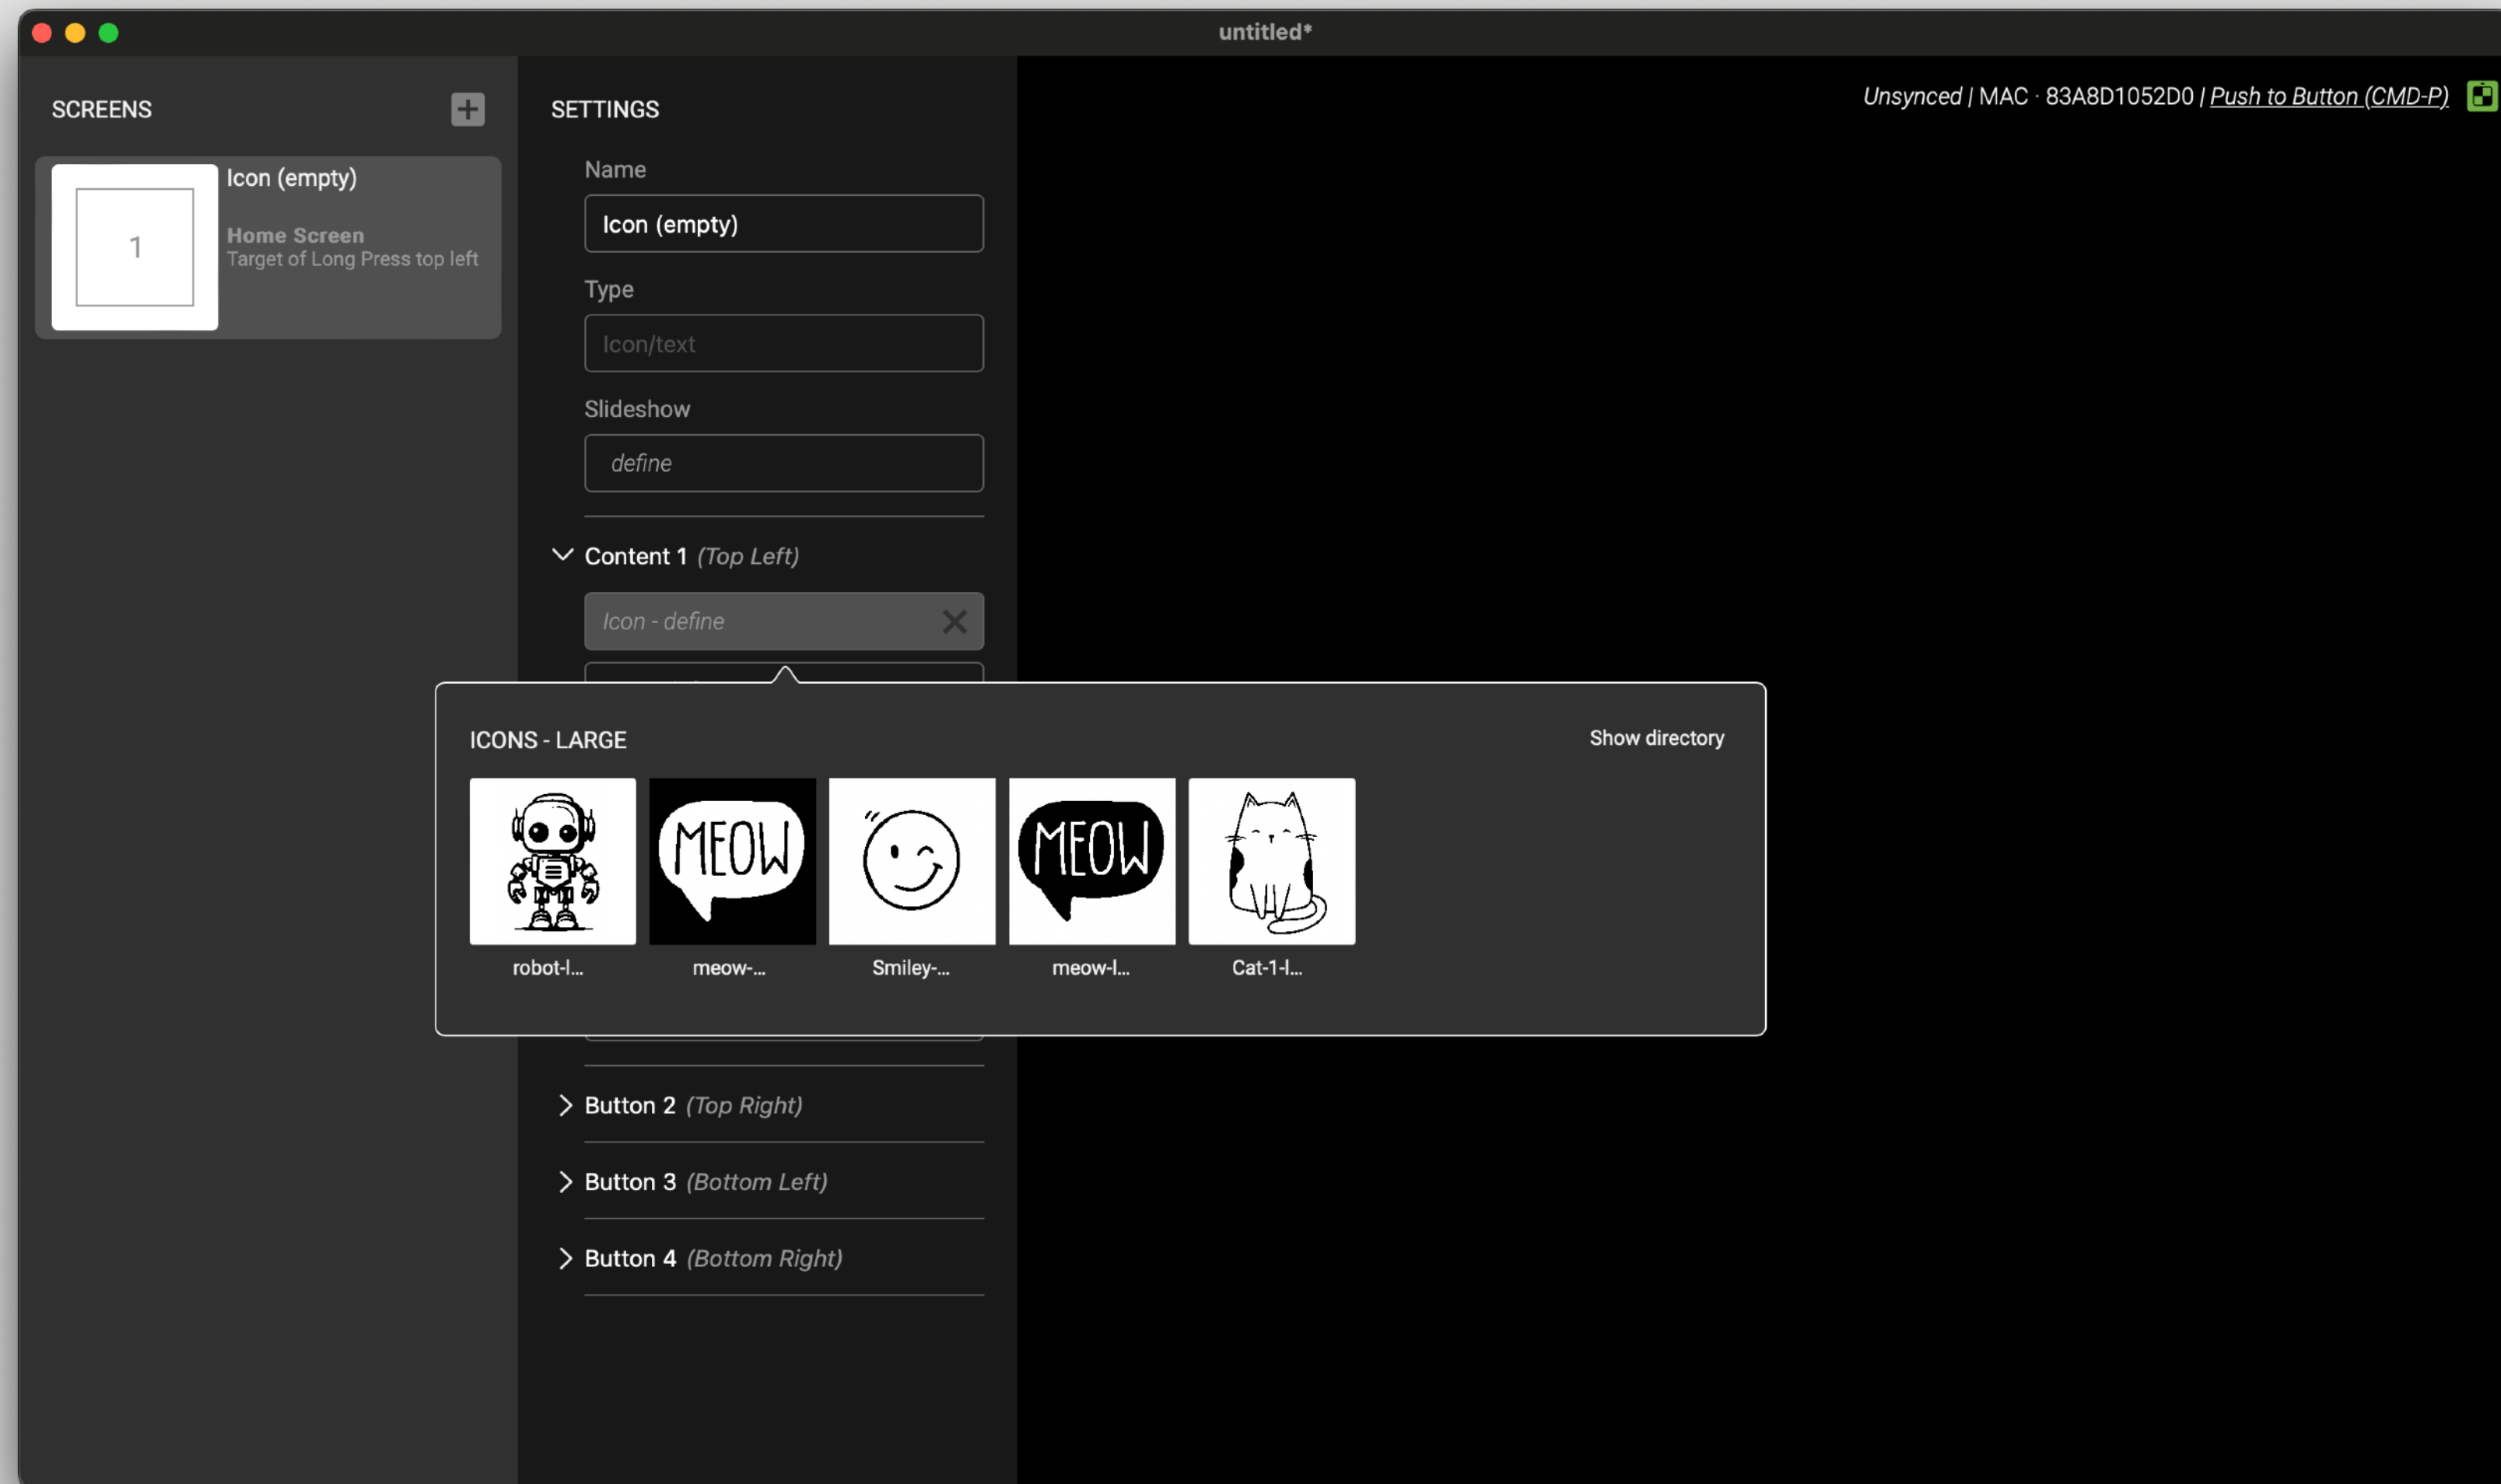 untitled*
SCREENS
Icon (empty)
1
Home Screen
Target of Long Press top left
SETTINGS
Name
Icon (empty)
Type
Icon/text
Slideshow
define
Content 1 (Top Left)
Icon - define
Unsynced | MAC · 83A8D1052D0 | Push to Button (CMD-P)
ICONS - LARGE
Show directory
MEOW
MEOW
robot-l...
meow-...
Smiley-...
meow-l...
Cat-1-l...
Button 2 (Top Right)
Button 3 (Bottom Left)
Button 4 (Bottom Right)